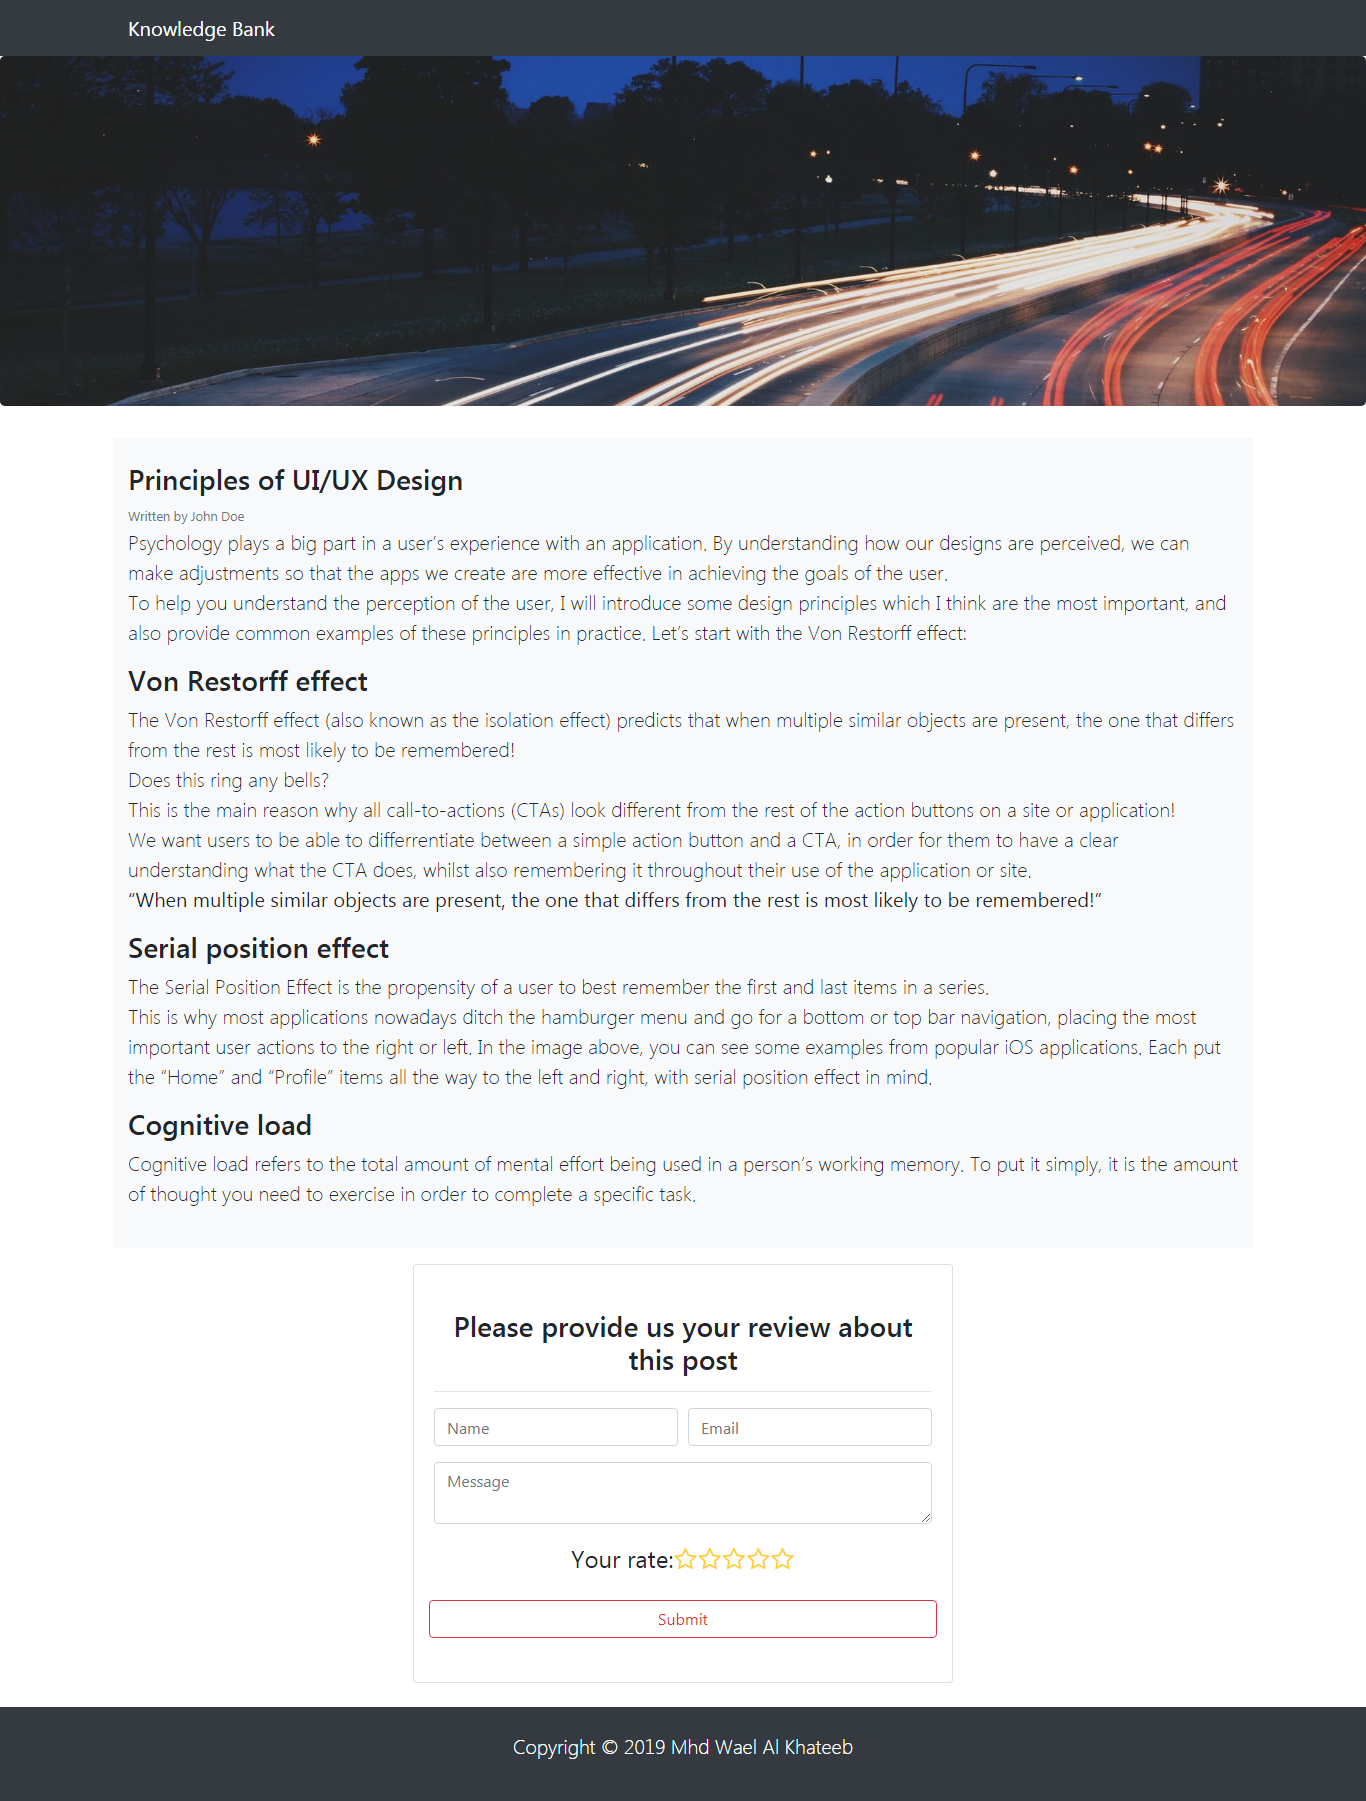 Knowledge Bank
Principles of UI/UX Design
Written by John Doe
Psychology plays a big part in a user’s experience with an application. By understanding how our designs are perceived, we can
make adjustments so that the apps we create are more effective in achieving the goals of the user.
To help you understand the perception of the user, I will introduce some design principles which I think are the most important, and
also provide common examples of these principles in practice. Let’s start with the Von Restorff effect:
Von Restorff effect
The Von Restorff effect (also known as the isolation effect) predicts that when multiple similar objects are present, the one that differs
from the rest is most likely to be remembered!
Does this ring any bells?
This is the main reason why all call-to-actions (CTAs) look different from the rest of the action buttons on a site or application!
We want users to be able to differrentiate between a simple action button and a CTA, in order for them to have a clear
understanding what the CTA does, whilst also remembering it throughout their use of the application or site.
“When multiple similar objects are present, the one that differs from the rest is most likely to be remembered!”
Serial position effect
The Serial Position Effect is the propensity of a user to best remember the first and last items in a series.
This is why most applications nowadays ditch the hamburger menu and go for a bottom or top bar navigation, placing the most
important user actions to the right or left. In the image above, you can see some examples from popular iOS applications. Each put
the “Home” and “Profile” items all the way to the left and right, with serial position effect in mind.
Cognitive load
Cognitive load refers to the total amount of mental effort being used in a person’s working memory. To put it simply, it is the amount
of thought you need to exercise in order to complete a specific task.
Please provide us your review about
this post
Name
Email
Message
Your rate:
Submit
Copyright © 2019 Mhd Wael Al Khateeb